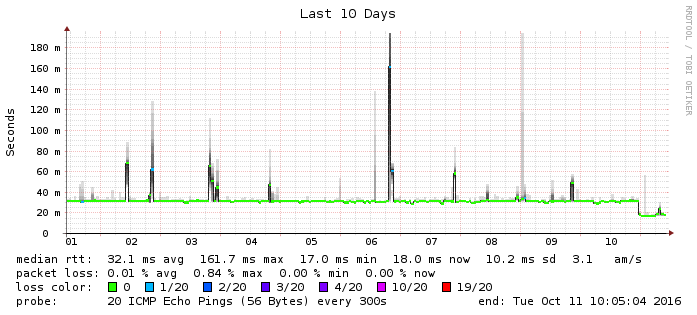 Last 10 Days
RRDTOOL / TOBI OETIKER
Seconds
180 m
160 m
140 m
120 m
100 m
80 m
60 m
40 m
20 m
0
01 02 03 04 05 06 07 08 09 10
median rtt: 32.1 ms avg 161.7 ms max 17.0 ms min 18.0 ms now 10.2 ms sd 3.1 am/s
packet loss: 0.01 % avg 0.84 % max 0.00 % min 0.00 % now
loss color: 0 1/20 2/20 3/20 4/20 10/20 19/20
probe: 20 ICMP Echo Pings (56 Bytes) every 300s end: Tue Oct 11 10:05:04 2016